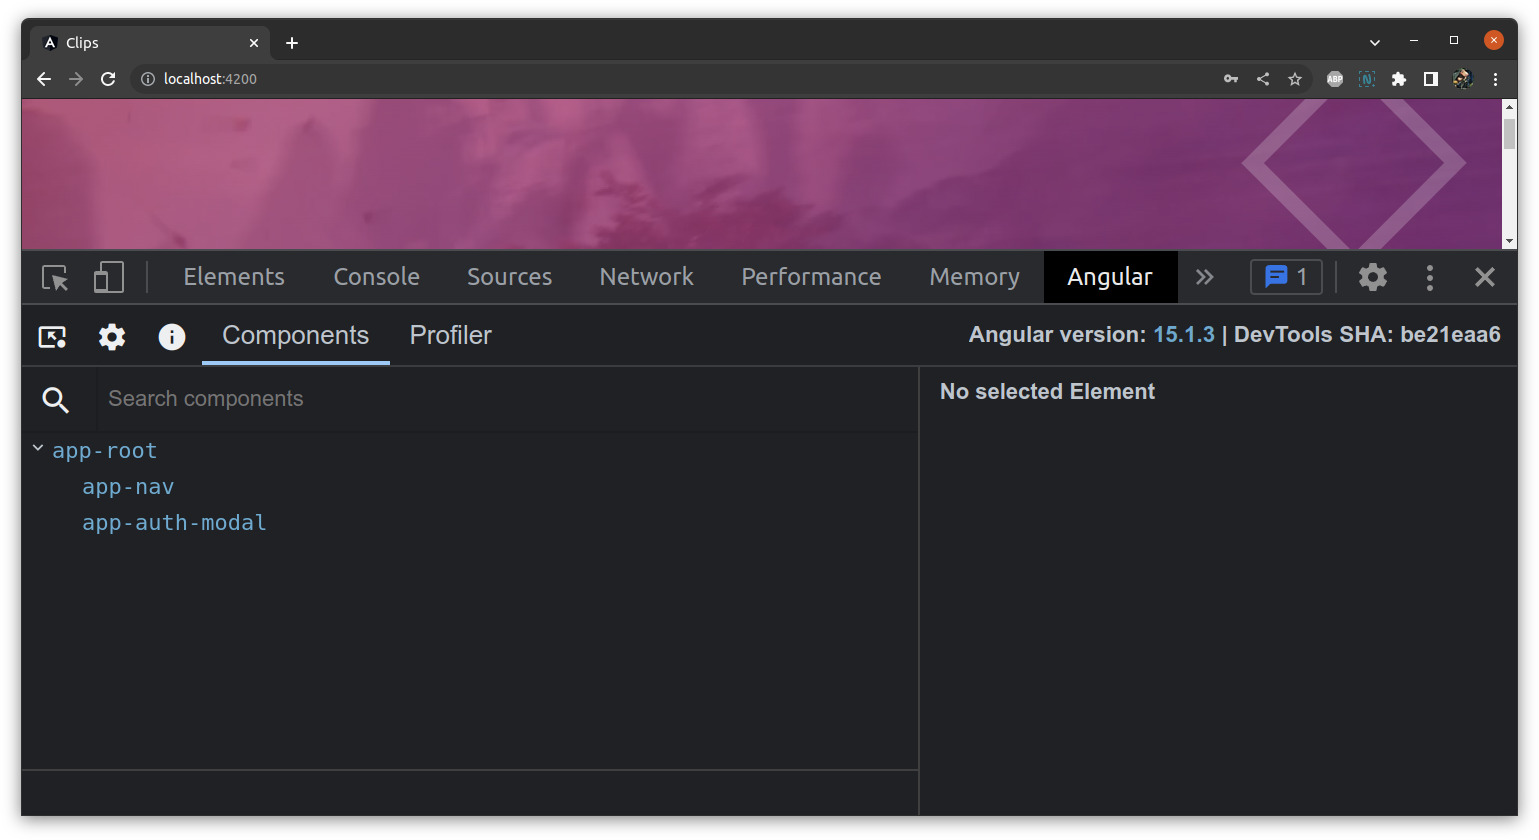 Clips
localhost:4200
ABP
N
Elements Console Sources Network Performance Memory Angular 1
Components Profiler Angular version: 15.1.3 | DevTools SHA: be21eaa6
Search components
No selected Element
app-root
app-nav
app-auth-modal